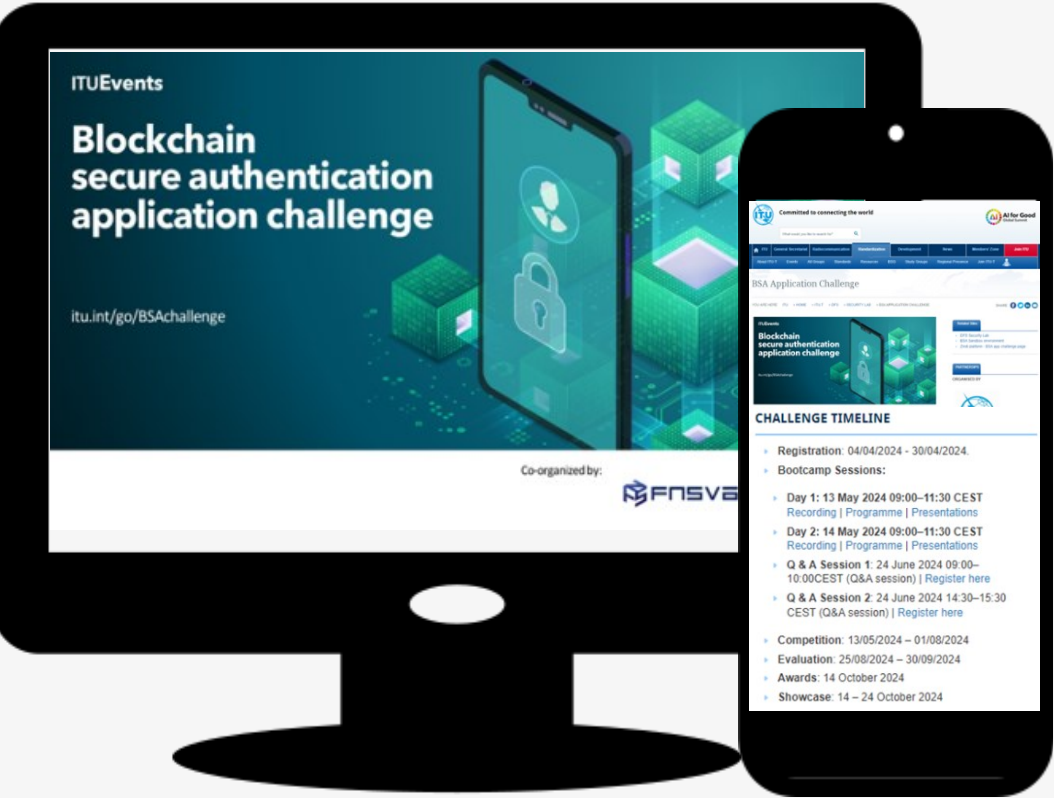 ITUEvents
Blockchain
secure authentication
application challenge
itu.int/go/BSAchallenge
Co-organized by:
Committed to connecting the world
AI for Good
BSA Application Challenge
ITUEvents
Blockchain
secure authentication
application challenge
CHALLENGE TIMELINE
Registration: 04/04/2024 - 30/04/2024.
Bootcamp Sessions:
Day 1: 13 May 2024 09:00–11:30 CEST
Recording | Programme | Presentations
Day 2: 14 May 2024 09:00–11:30 CEST
Recording | Programme | Presentations
Q & A Session 1: 24 June 2024 09:00–
10:00CEST (Q&A session) | Register here
Q & A Session 2: 24 June 2024 14:30–15:30
CEST (Q&A session) | Register here
Competition: 13/05/2024 – 01/08/2024
Evaluation: 25/08/2024 – 30/09/2024
Awards: 14 October 2024
Showcase: 14 – 24 October 2024